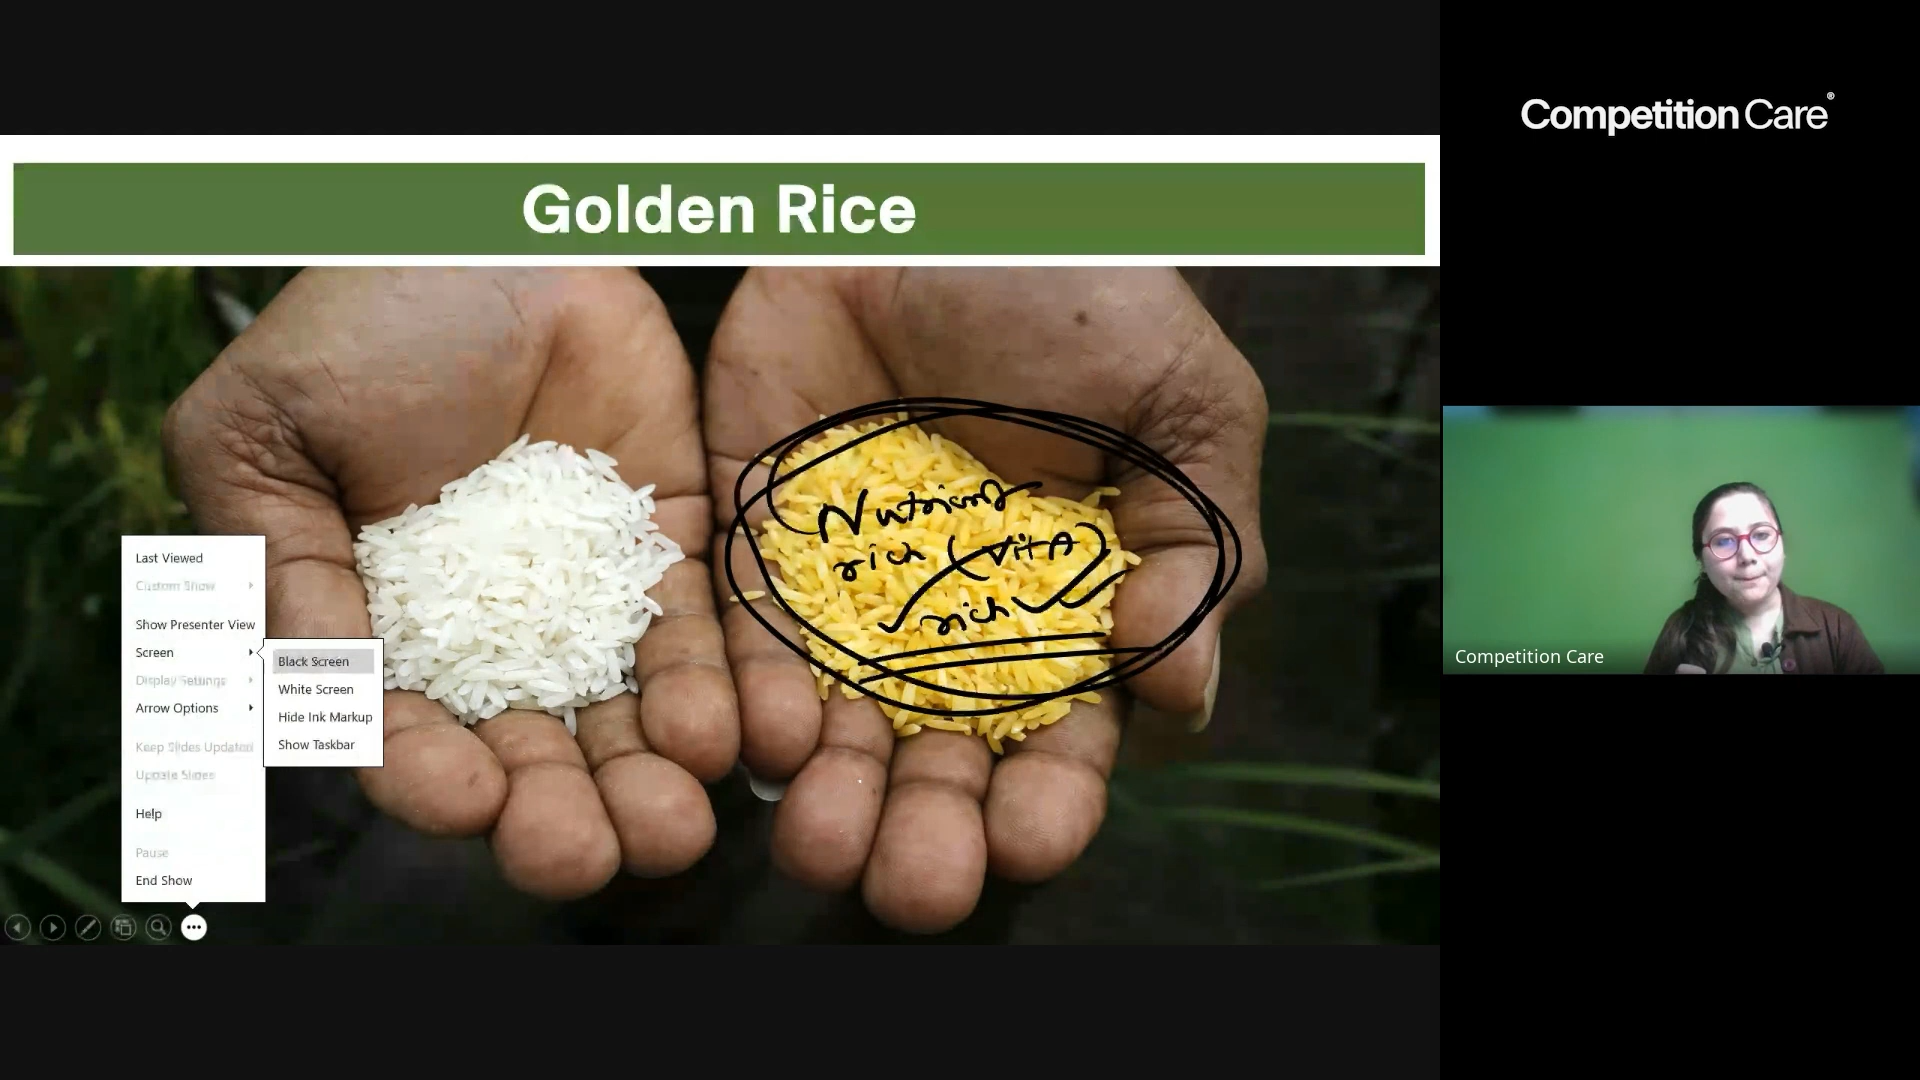 Competition Care®
Golden Rice
Nutrient
rich (Vit A)
rich
Last Viewed
Custom Show
Show Presenter View
Screen
Display Settings
Arrow Options
Keep Slides Updated
Update Slides
Help
Pause
End Show
Black Screen
White Screen
Hide Ink Markup
Show Taskbar
Competition Care